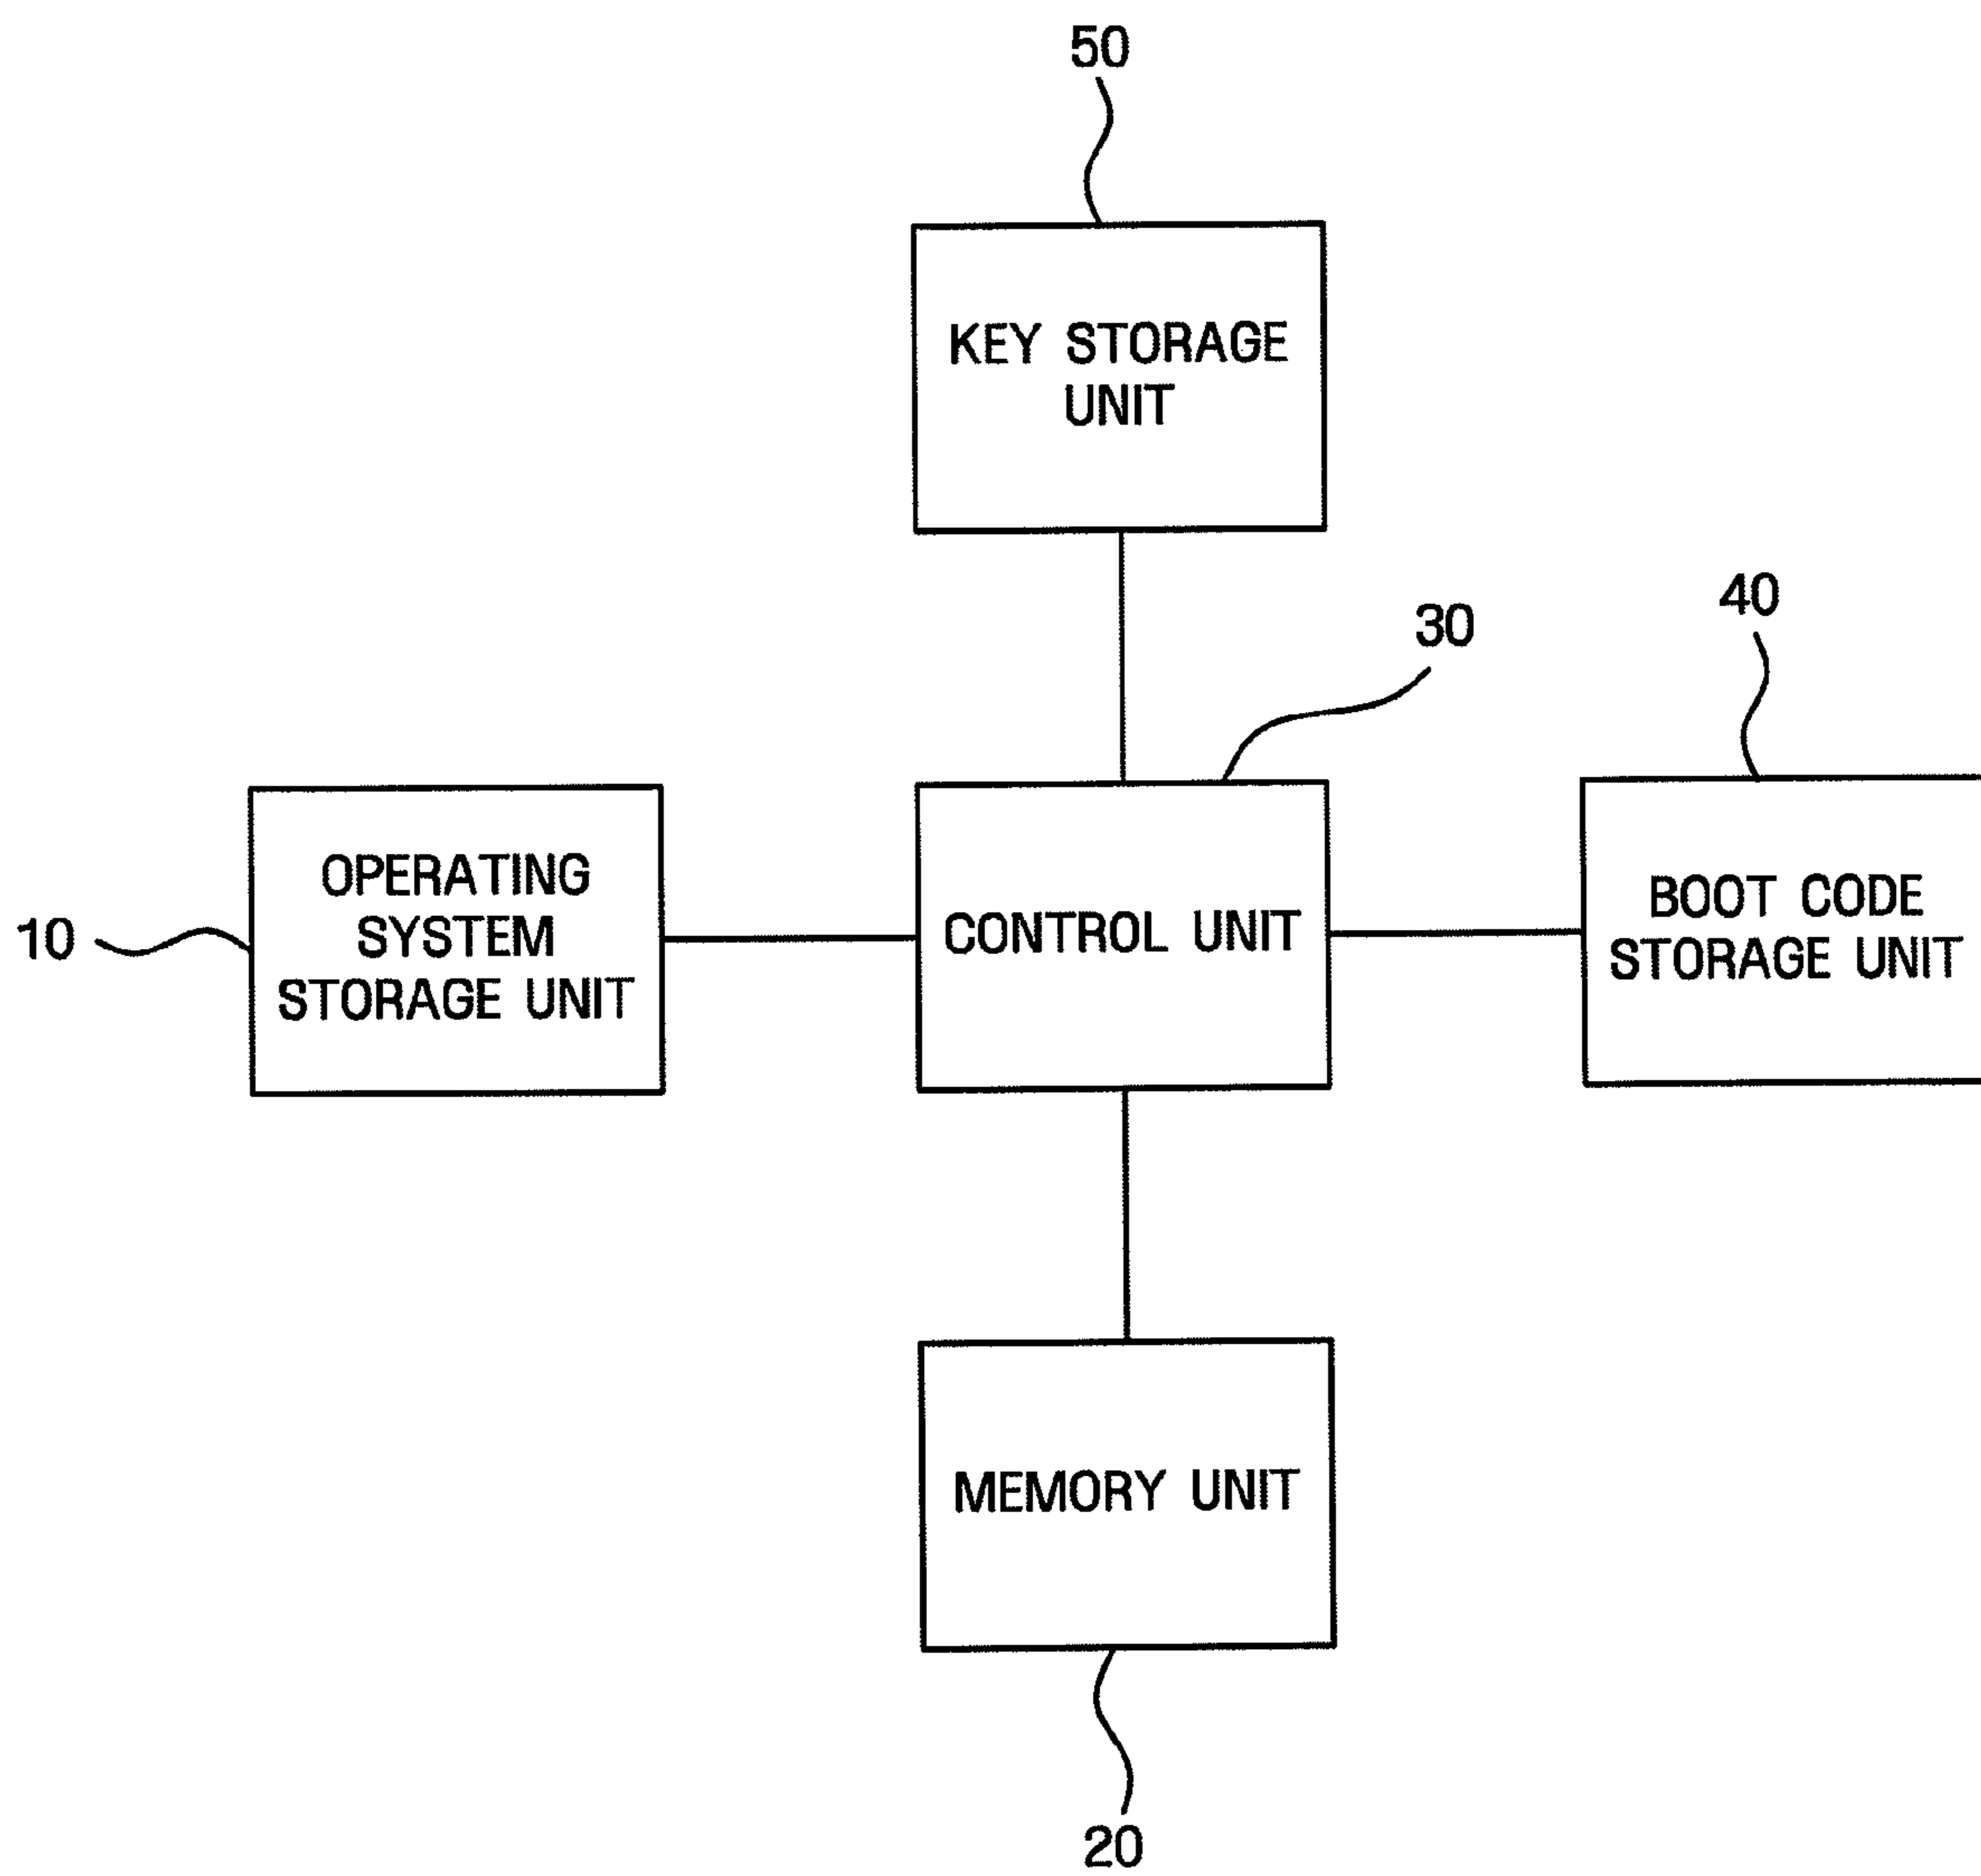 50
KEY STORAGE
UNIT
30
40
10
OPERATING
SYSTEM
STORAGE UNIT
CONTROL UNIT
BOOT CODE
STORAGE UNIT
MEMORY UNIT
20